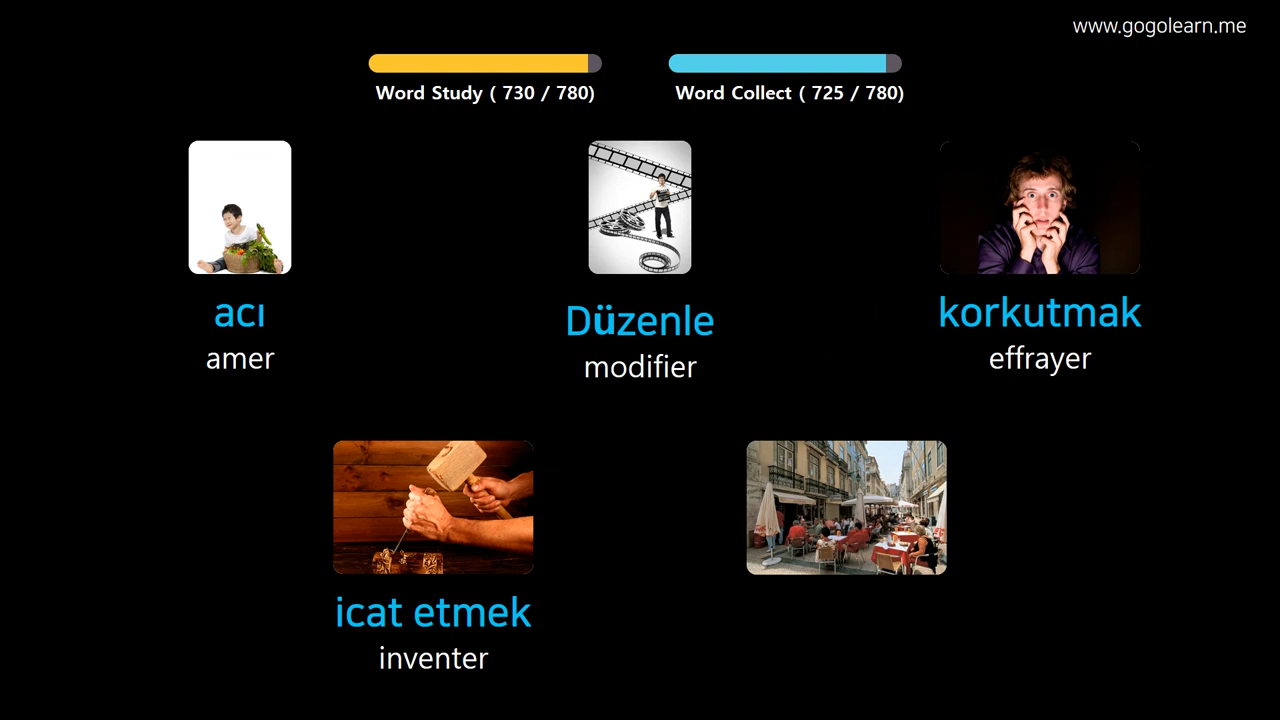 www.gogolearn.me
Word Study ( 730 / 780)
Word Collect ( 725 / 780)
acı
amer
Düzenle
modifier
korkutmak
effrayer
icat etmek
inventer